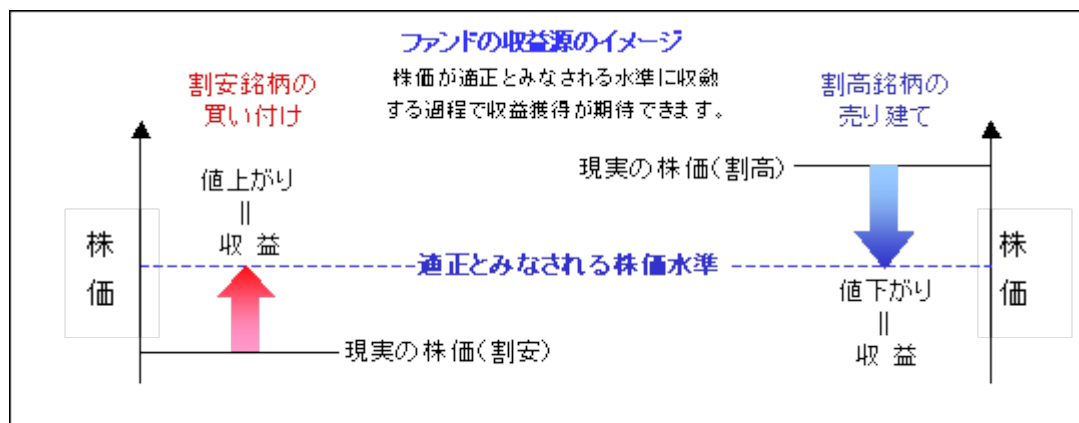 ファンドの収益源のイメージ
株価が適正とみなされる水準に収斂
する過程で収益獲得が期待できます。
割安銘柄の
買い付け
割高銘柄の
売り建て
現実の株価(割高)
値上がり
||
収 益
株
価
適正とみなされる株価水準
株
価
値下がり
||
収 益
現実の株価(割安)